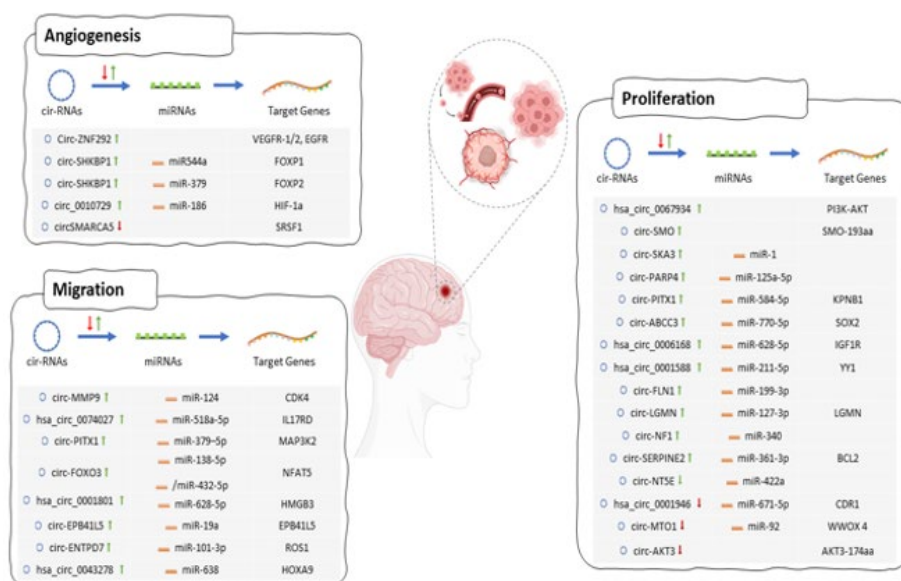 Angiogenesis
cir-RNAs miRNAs Target Genes
Circ-ZNF292 VEGFR-1/2, EGFR
circ-SHKBP1 miR544a FOXP1
circ-SHKBP1 miR-379 FOXP2
circ_0010729 miR-186 HIF-1a
circSMARCA5 SRSF1
Migration
cir-RNAs miRNAs Target Genes
circ-MMP9 miR-124 CDK4
hsa_circ_0074027 miR-518a-5p IL17RD
circ-PITX1 miR-379-5p MAP3K2
miR-138-5p
circ-FOXO3 NFAT5
/miR-432-5p
hsa_circ_0001801 miR-628-5p HMGB3
circ-EPB41L5 miR-19a EPB41L5
circ-ENTPD7 miR-101-3p ROS1
hsa_circ_0043278 miR-638 HOXA9
Proliferation
cir-RNAs miRNAs Target Genes
hsa_circ_0067934 PI3K-AKT
circ-SMO SMO-193aa
circ-SKA3 miR-1
circ-PARP4 miR-125a-5p
circ-PITX1 miR-584-5p KPNB1
circ-ABCC3 miR-770-5p SOX2
hsa_circ_0006168 miR-628-5p IGF1R
hsa_circ_0001588 miR-211-5p YY1
circ-FLN1 miR-199-3p
circ-LGMN miR-127-3p LGMN
circ-NF1 miR-340
circ-SERPINE2 miR-361-3p BCL2
circ-NT5E miR-422a
hsa_circ_0001946 miR-671-5p CDR1
circ-MTO1 miR-92 WWOX 4
circ-AKT3 AKT3-174aa